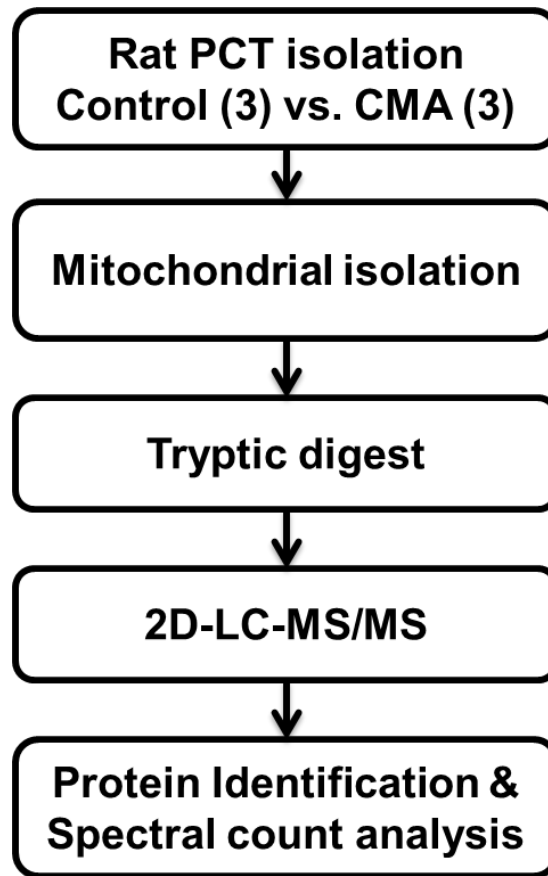 Rat PCT isolation
Control (3) vs. CMA (3)
Mitochondrial isolation
Tryptic digest
2D-LC-MS/MS
Protein Identification &
Spectral count analysis